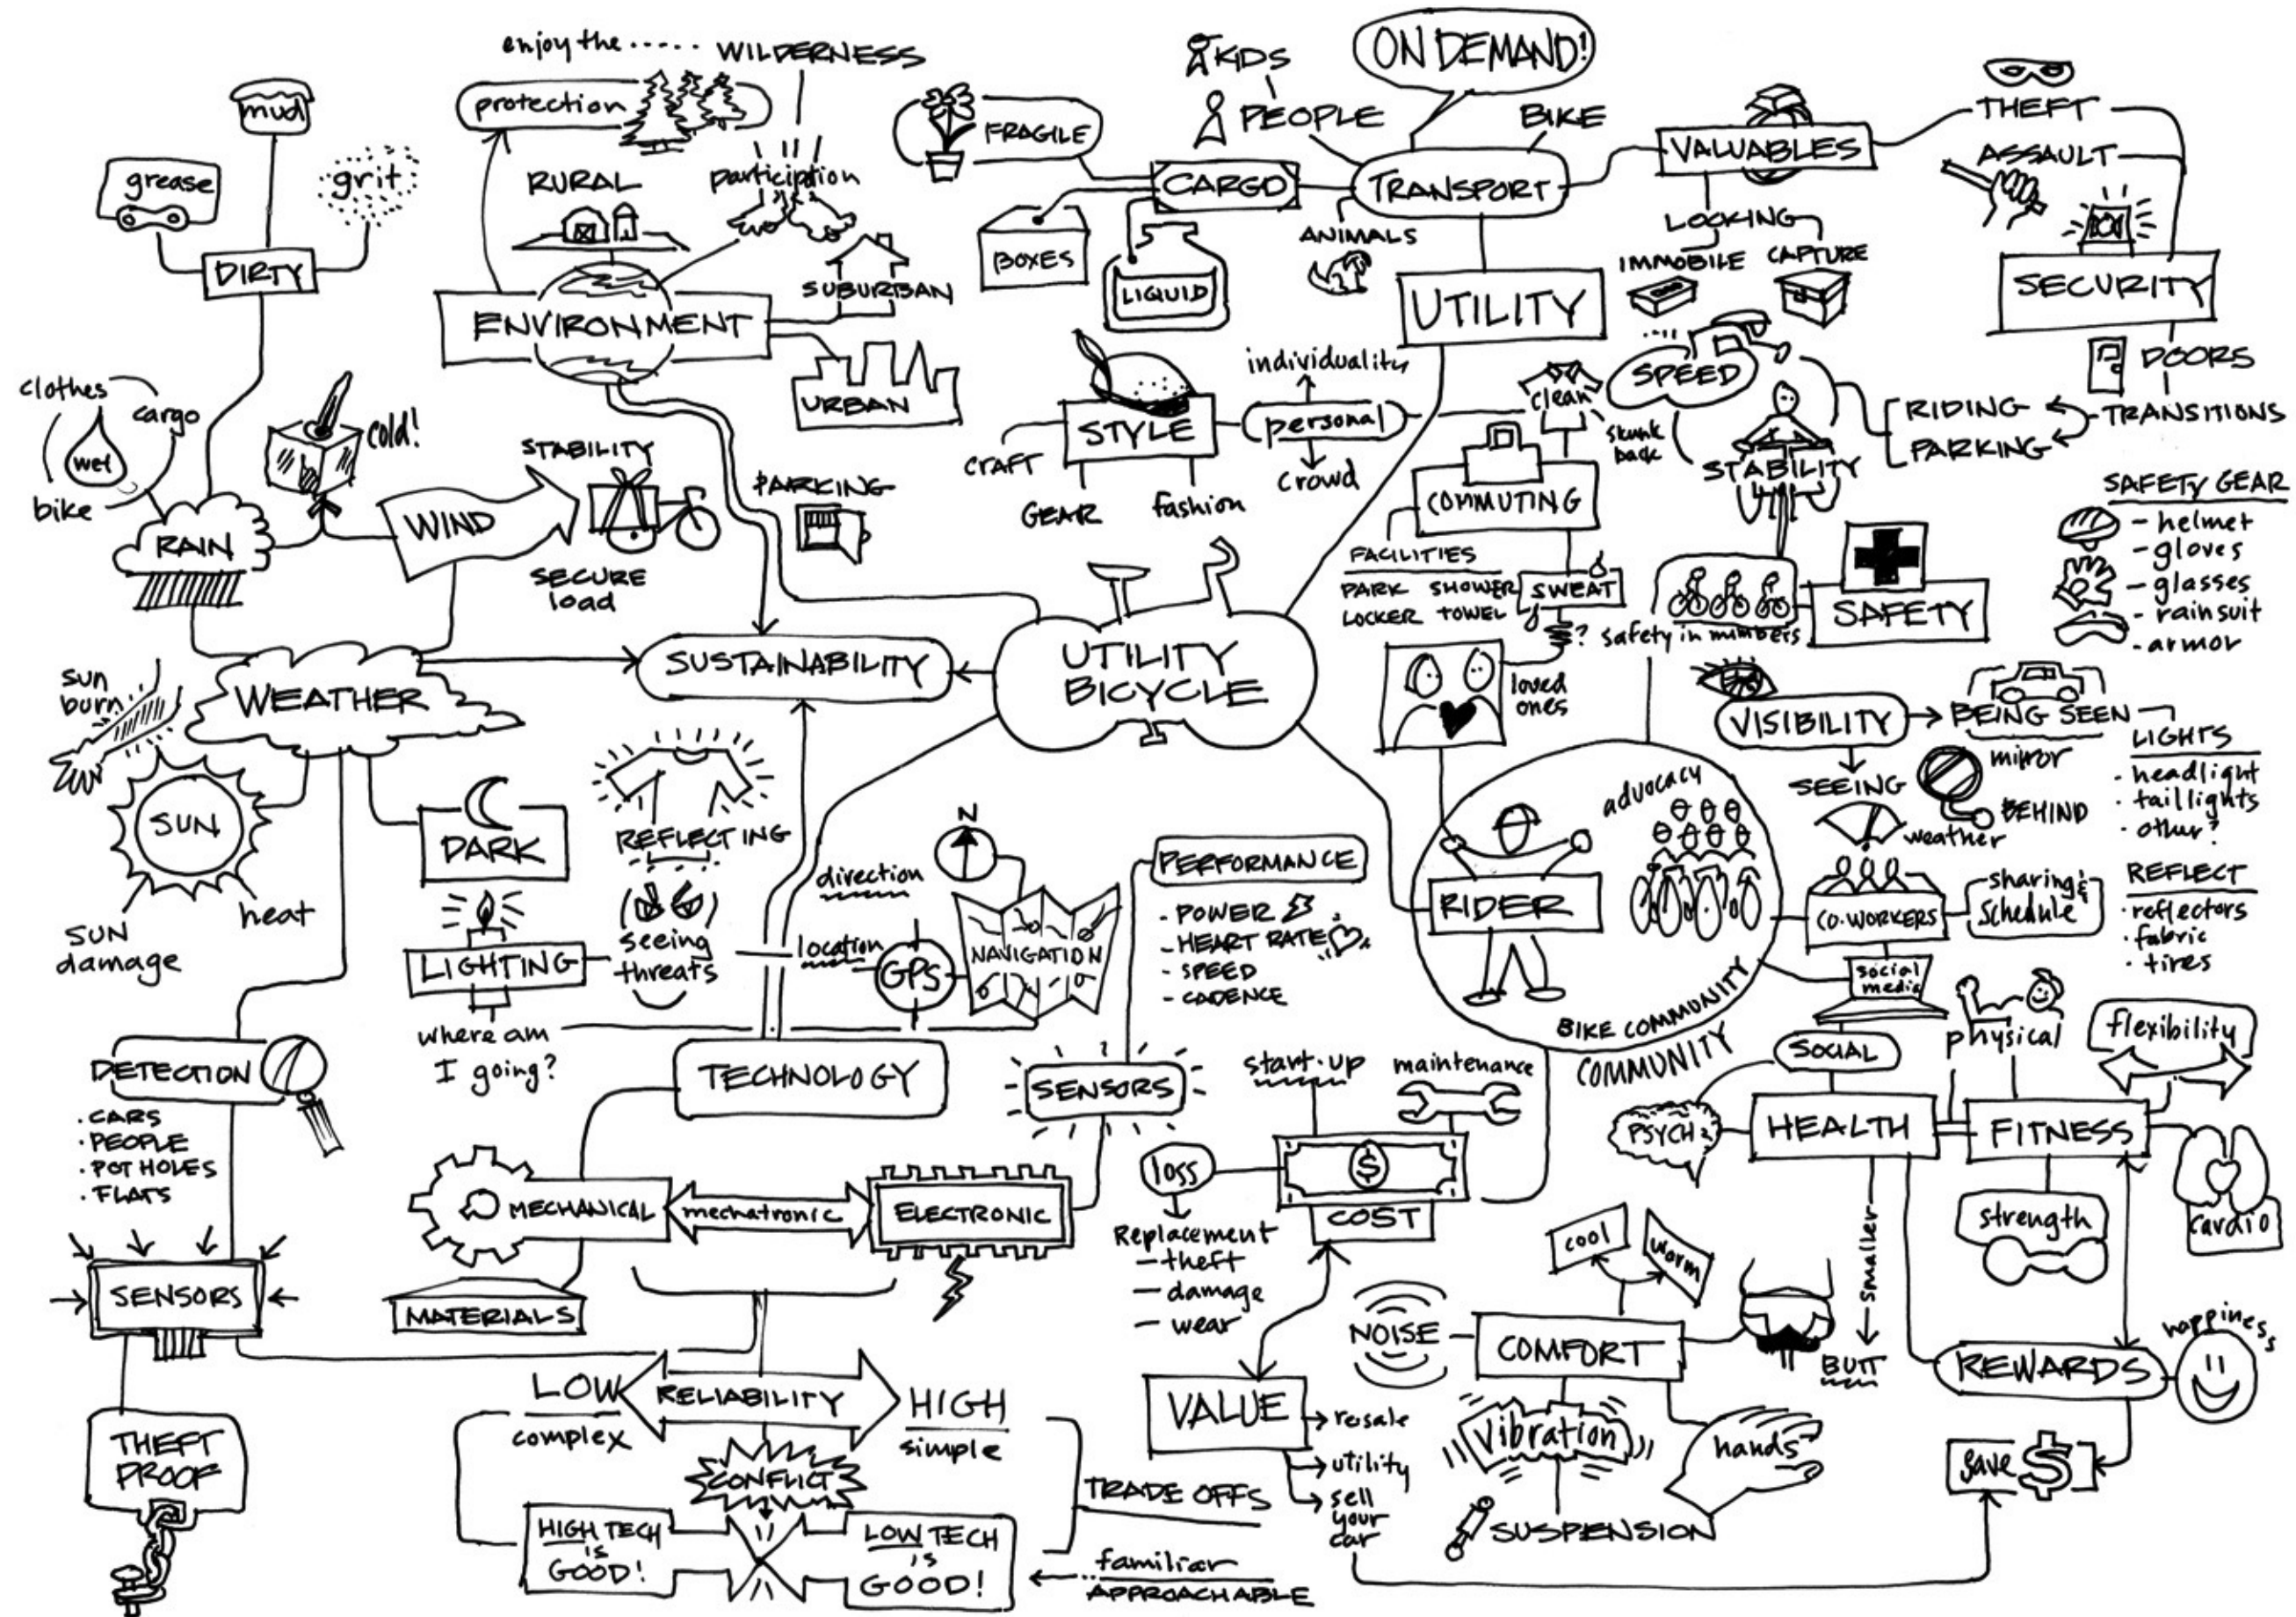 enjoy the ..... WILDERNESS
protection
mud
grease
grit
DIRTY
RURAL
particiption
ENVIRONMENT
SUBURBAN
URBAN
FRAGILE
CARGO
BOXES
LIQUID
KIDS
PEOPLE
ON DEMAND!
BIKE
TRANSPORT
ANIMALS
UTILITY
VALUABLES
LOCKING
IMMOBILE
CAPTURE
THEFT
ASSAULT
SECURITY
DOORS
TRANSITIONS
RIDING
PARKING
SPEED
STABILITY
clothes
cargo
wet
bike
cold!
RAIN
WIND
STABILITY
SECURE
load
PARKING
STYLE
CRAFT
GEAR
fashion
individuality
personal
crowd
clean
skunk
back
COMMUTING
FACILITIES
PARK SHOWER
LOCKER TOWEL
SWEAT
?
loved
ones
safety in numbers
SAFETY
SAFETY GEAR
- helmet
- gloves
- glasses
- rain suit
- armor
sun
burn
WEATHER
SUSTAINABILITY
UTILITY
BICYCLE
SUN
SUN
damage
heat
DARK
REFLECTING
LIGHTING
seeing
threats
where am
I going?
direction
N
location
GPS
NAVIGATION
PERFORMANCE
- POWER
- HEART RATE
- SPEED
- CADENCE
RIDER
advocacy
BIKE COMMUNITY
COMMUNITY
VISIBILITY
BEING SEEN
SEEING
mirror
BEHIND
weather
LIGHTS
· headlight
· taillights
· other?
REFLECT
· reflectors
· fabric
· tires
CO-WORKERS
sharing &
schedule
social
media
SOCIAL
physical
flexibility
PSYCH
HEALTH
FITNESS
strength
cardio
smaller
BUTT
REWARDS
happiness
save $
DETECTION
· CARS
· PEOPLE
· POT HOLES
· FLATS
SENSORS
THEFT
PROOF
TECHNOLOGY
SENSORS
MECHANICAL
mechatronic
ELECTRONIC
MATERIALS
LOW
complex
RELIABILITY
HIGH
simple
CONFLICT
HIGH TECH
is
GOOD!
LOW TECH
is
GOOD!
TRADE OFFS
familiar
APPROACHABLE
start-up
maintenance
loss
$
COST
Replacement
- theft
- damage
- wear
VALUE
resale
utility
sell
your
car
cool
warm
NOISE
COMFORT
Vibration
hands
SUSPENSION